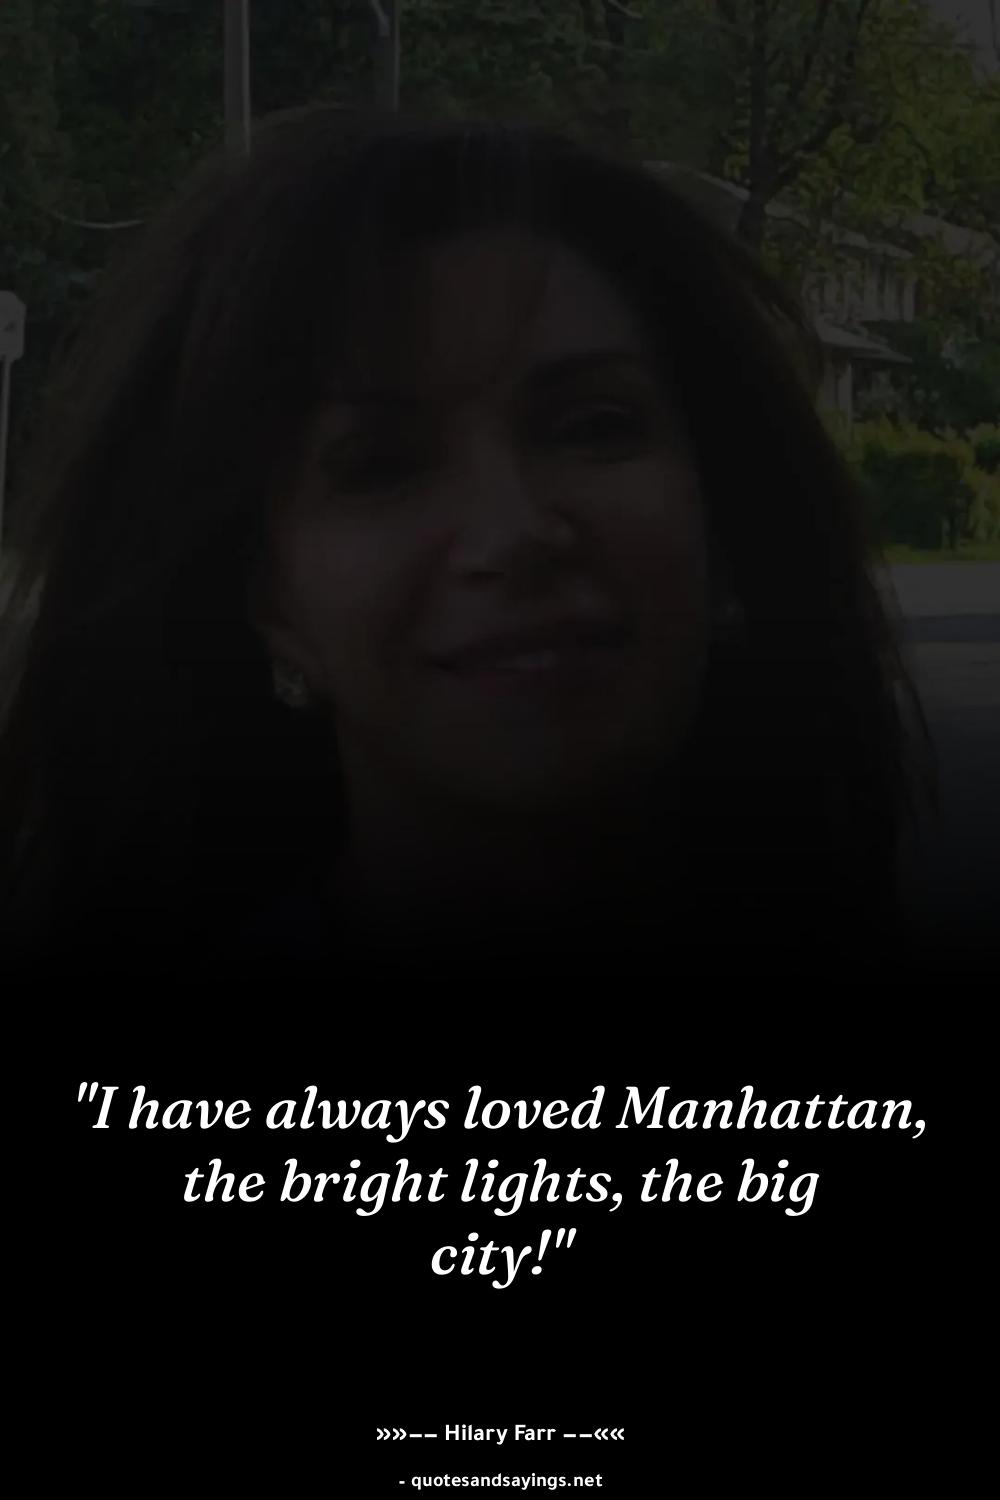 "I have always loved Manhattan,
the bright lights, the big
city!"
»»−− Hilary Farr −−««
- quotesandsayings.net